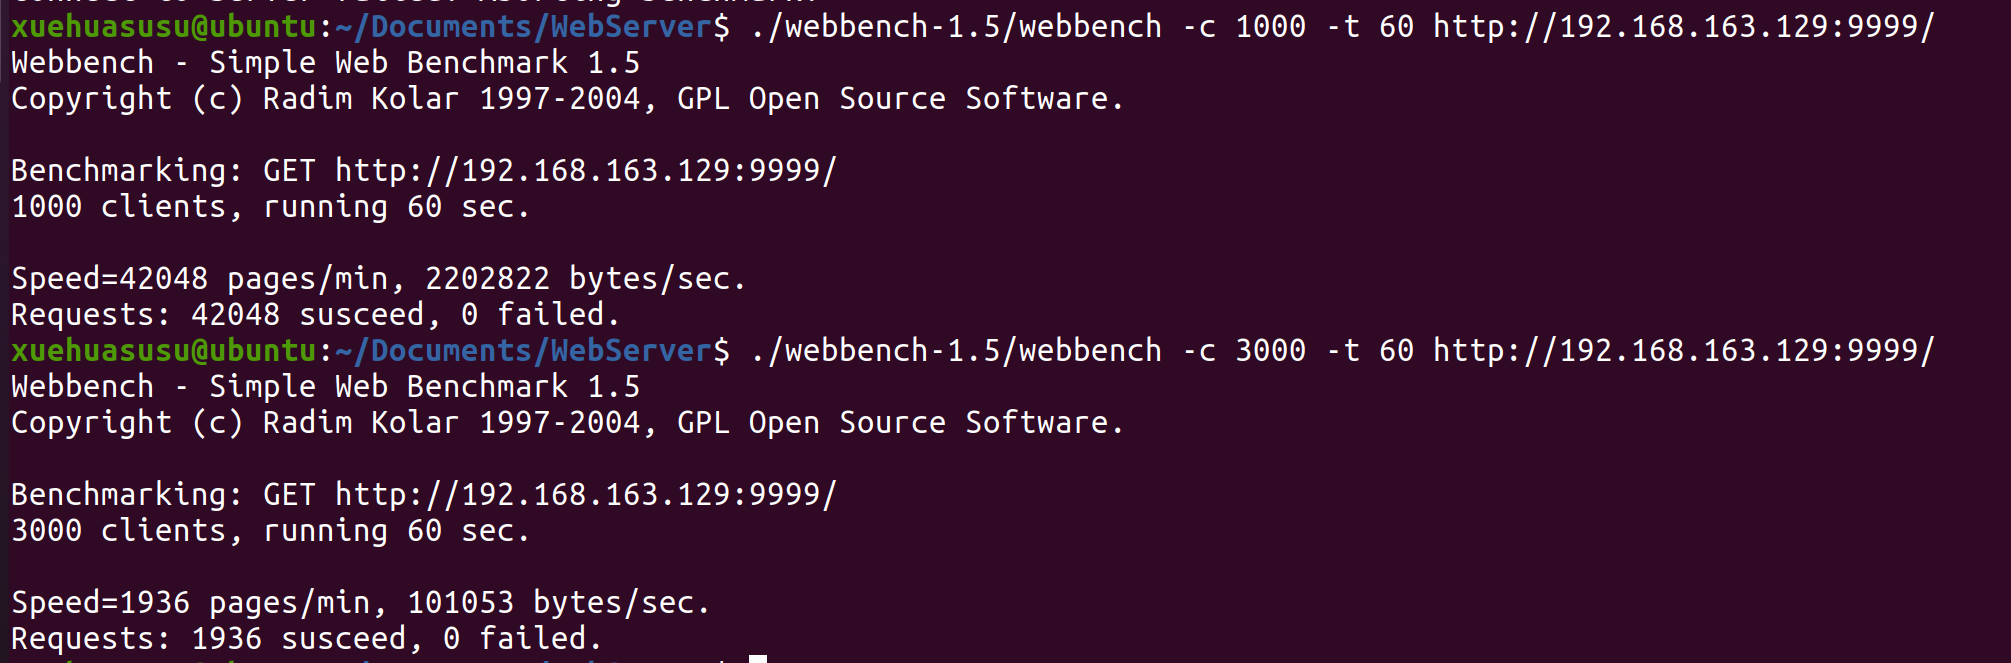 xuehuasusu@ubuntu:~/Documents/WebServer$ ./webbench-1.5/webbench -c 1000 -t 60 http://192.168.163.129:9999/
Webbench - Simple Web Benchmark 1.5
Copyright (c) Radim Kolar 1997-2004, GPL Open Source Software.
Benchmarking: GET http://192.168.163.129:9999/
1000 clients, running 60 sec.
Speed=42048 pages/min, 2202822 bytes/sec.
Requests: 42048 susceed, 0 failed.
xuehuasusu@ubuntu:~/Documents/WebServer$ ./webbench-1.5/webbench -c 3000 -t 60 http://192.168.163.129:9999/
Webbench - Simple Web Benchmark 1.5
Copyright (c) Radim Kolar 1997-2004, GPL Open Source Software.
Benchmarking: GET http://192.168.163.129:9999/
3000 clients, running 60 sec.
Speed=1936 pages/min, 101053 bytes/sec.
Requests: 1936 susceed, 0 failed.